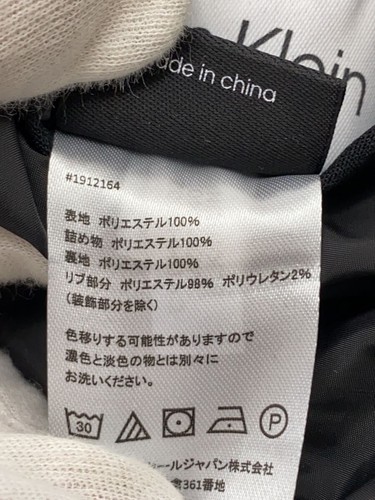 Klein
made in china
#1912164
表地 ポリエステル100%
詰め物 ポリエステル100%
裏地 ポリエステル100%
リブ部分 ポリエステル98% ポリウレタン2%
(装飾部分を除く)
色移りする可能性がありますので
濃色と淡色の物とは別々に
お洗いください。
30 P
ールジャパン株式会社
361番地